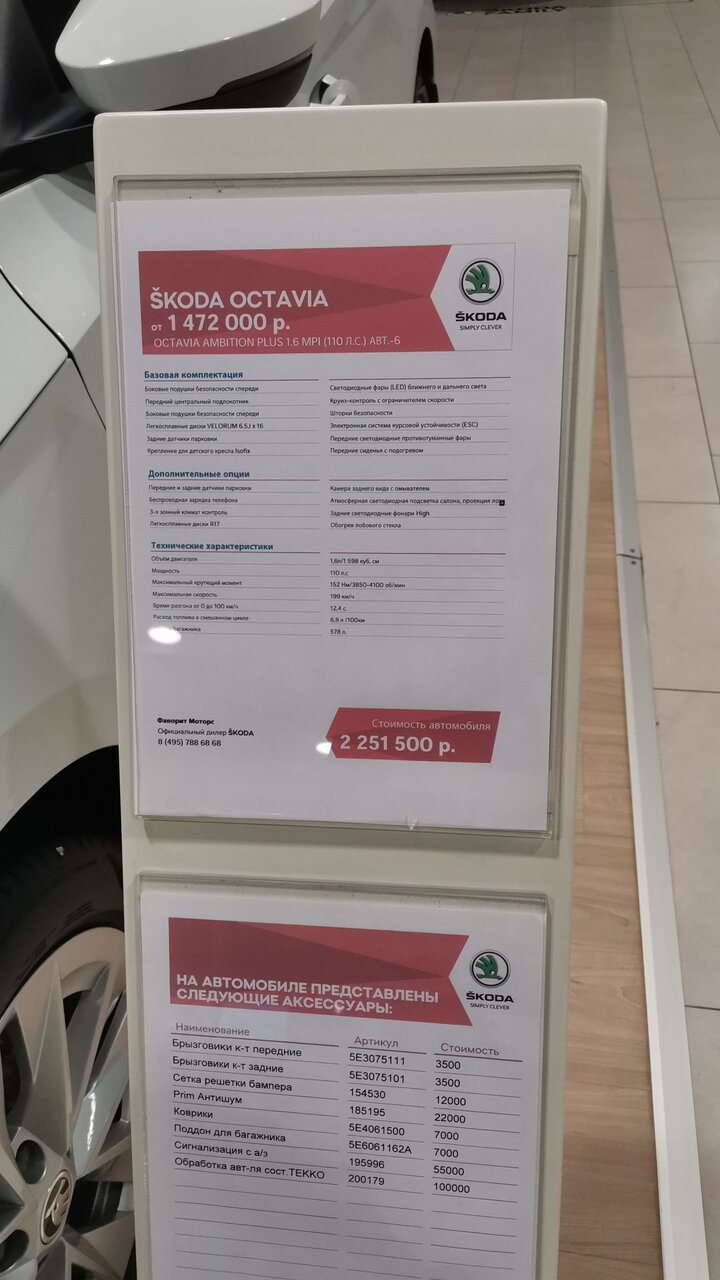 ŠKODA OCTAVIA
от 1 472 000 р.
OCTAVIA AMBITION PLUS 1.6 MPI (110 Л.С.) АВТ.-6
ŠKODA
SIMPLY CLEVER
Базовая комплектация
Боковые подушки безопасности спереди Светодиодные фары (LED) ближнего и дальнего света
Передний центральный подлокотник Круиз-контроль с ограничителем скорости
Боковые подушки безопасности спереди Шторки безопасности
Легкосплавные диски VELORUM 6.5J x 16 Электронная система курсовой устойчивости (ESC)
Задние датчики парковки Передние светодиодные противотуманные фары
Крепление для детского кресла Isofix Передние сиденья с подогревом
Дополнительные опции
Передние и задние датчики парковки Камера заднего вида с омывателем
Беспроводная зарядка телефона Атмосферная светодиодная подсветка салона, проекция
3-х зонный климат контроль Задние светодиодные фонари High
Легкосплавные диски R17 Обогрев лобового стекла
Технические характеристики
Объём двигателя 1,6л/1 598 куб. см
Мощность 110 л.с
Максимальный крутящий момент 152 Нм/3850-4100 об/мин
Максимальная скорость 199 км/ч
Время разгона от 0 до 100 км/ч 12,4 с.
Расход топлива в смешанном цикле 6,9 л /100км
багажника 578 л.
Фаворит Моторс
Официальный дилер ŠKODA
8 (495) 788 68 68
Стоимость автомобиля
2 251 500 р.
НА АВТОМОБИЛЕ ПРЕДСТАВЛЕНЫ
СЛЕДУЮЩИЕ АКСЕССУАРЫ:
ŠKODA
SIMPLY CLEVER
Наименование Артикул Стоимость
Брызговики к-т передние 5E3075111 3500
Брызговики к-т задние 5E3075101 3500
Сетка решетки бампера 154530 12000
Prim Антишум 185195 22000
Коврики 5E4061500 7000
Поддон для багажника 5E6061162A 7000
Сигнализация с а/з 195996 55000
Обработка авт-ля сост ТЕККО 200179 100000